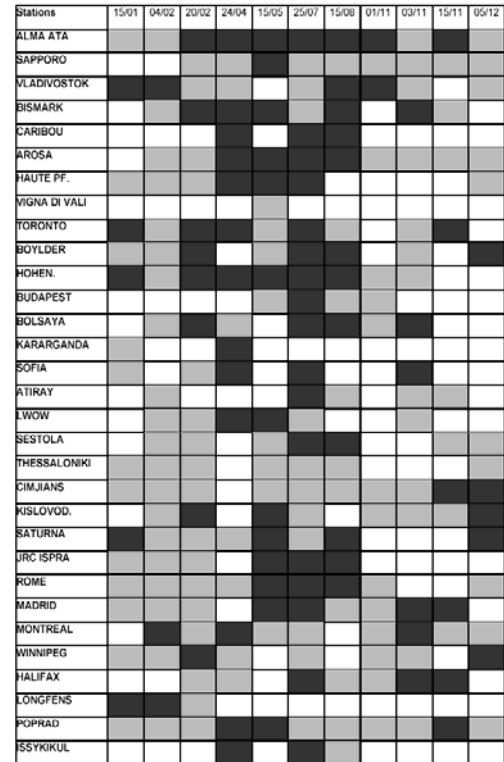 Stations 15/01 04/02 20/02 24/04 15/05 25/07 15/08 01/11 03/11 15/11 05/12
ALMA ATA
SAPPORO
VLADIVOSTOK
BISMARK
CARIBOU
AROSA
HAUTE PF.
VIGNA DI VALI
TORONTO
BOYLDER
HOHEN.
BUDAPEST
BOLSAYA
KARARGANDA
SOFIA
ATIRAY
LWOW
SESTOLA
THESSALONIKI
CIMJIANS
KISLOVOD.
SATURNA
JRC ISPRA
ROME
MADRID
MONTREAL
WINNIPEG
HALIFAX
LONGFENS
POPRAD
ISSYKIKUL